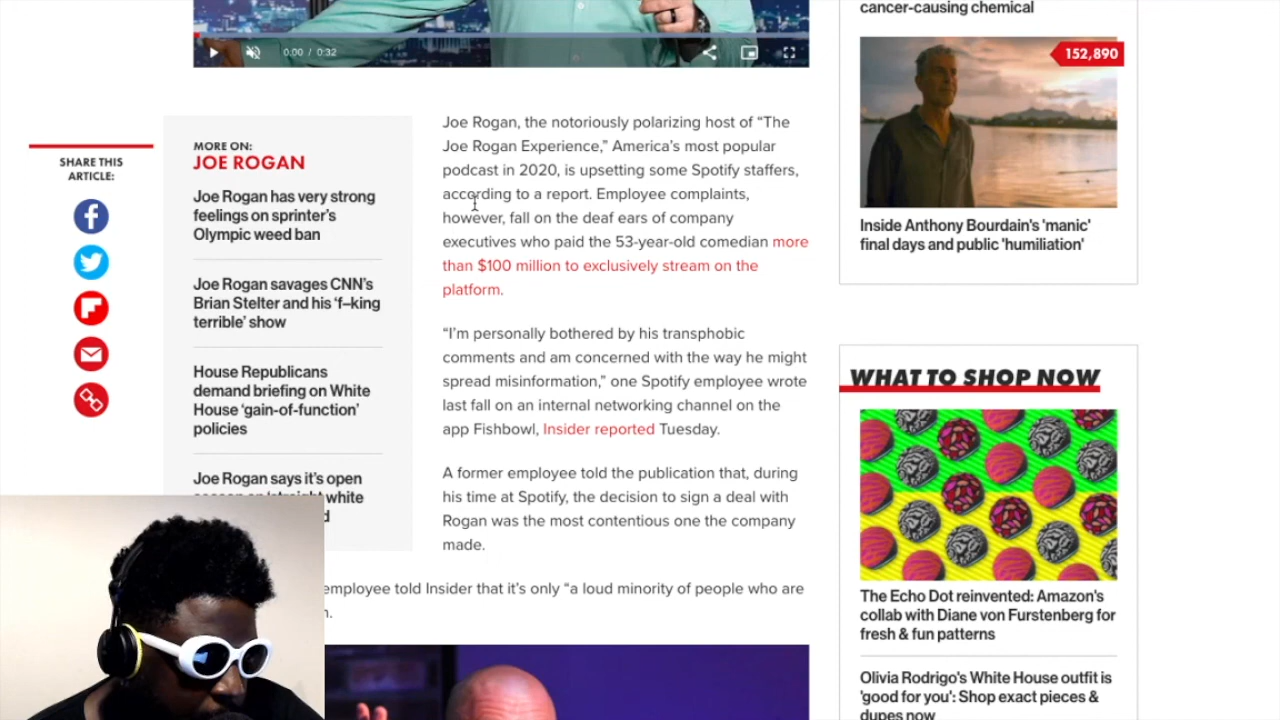 cancer-causing chemical
0:00 / 0:32
152,890
Inside Anthony Bourdain's 'manic'
final days and public 'humiliation'
SHARE THIS
ARTICLE:
MORE ON:
JOE ROGAN
Joe Rogan has very strong
feelings on sprinter's
Olympic weed ban
Joe Rogan savages CNN's
Brian Stelter and his 'f–king
terrible' show
House Republicans
demand briefing on White
House 'gain-of-function'
policies
Joe Rogan says it's open
white
Joe Rogan, the notoriously polarizing host of “The
Joe Rogan Experience,” America's most popular
podcast in 2020, is upsetting some Spotify staffers,
according to a report. Employee complaints,
however, fall on the deaf ears of company
executives who paid the 53-year-old comedian more
than $100 million to exclusively stream on the
platform.
“I'm personally bothered by his transphobic
comments and am concerned with the way he might
spread misinformation,” one Spotify employee wrote
last fall on an internal networking channel on the
app Fishbowl, Insider reported Tuesday.
A former employee told the publication that, during
his time at Spotify, the decision to sign a deal with
Rogan was the most contentious one the company
made.
employee told Insider that it's only “a loud minority of people who are
WHAT TO SHOP NOW
The Echo Dot reinvented: Amazon's
collab with Diane von Furstenberg for
fresh & fun patterns
Olivia Rodrigo's White House outfit is
'good for you': Shop exact pieces &
dupes now